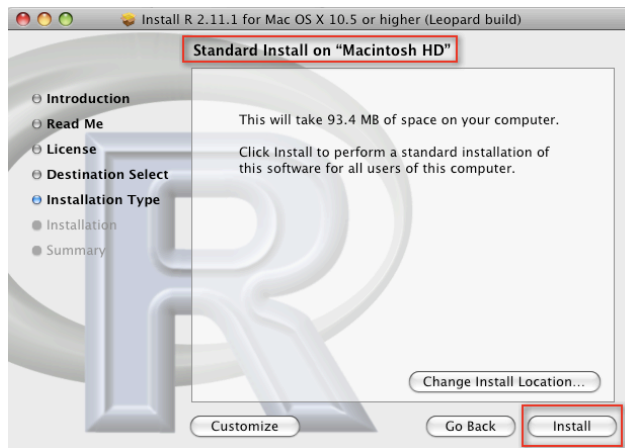 Install R 2.11.1 for Mac OS X 10.5 or higher (Leopard build)
Standard Install on “Macintosh HD”
Introduction
Read Me
License
Destination Select
Installation Type
Installation
Summary
This will take 93.4 MB of space on your computer.
Click Install to perform a standard installation of
this software for all users of this computer.
Change Install Location...
Customize
Go Back
Install